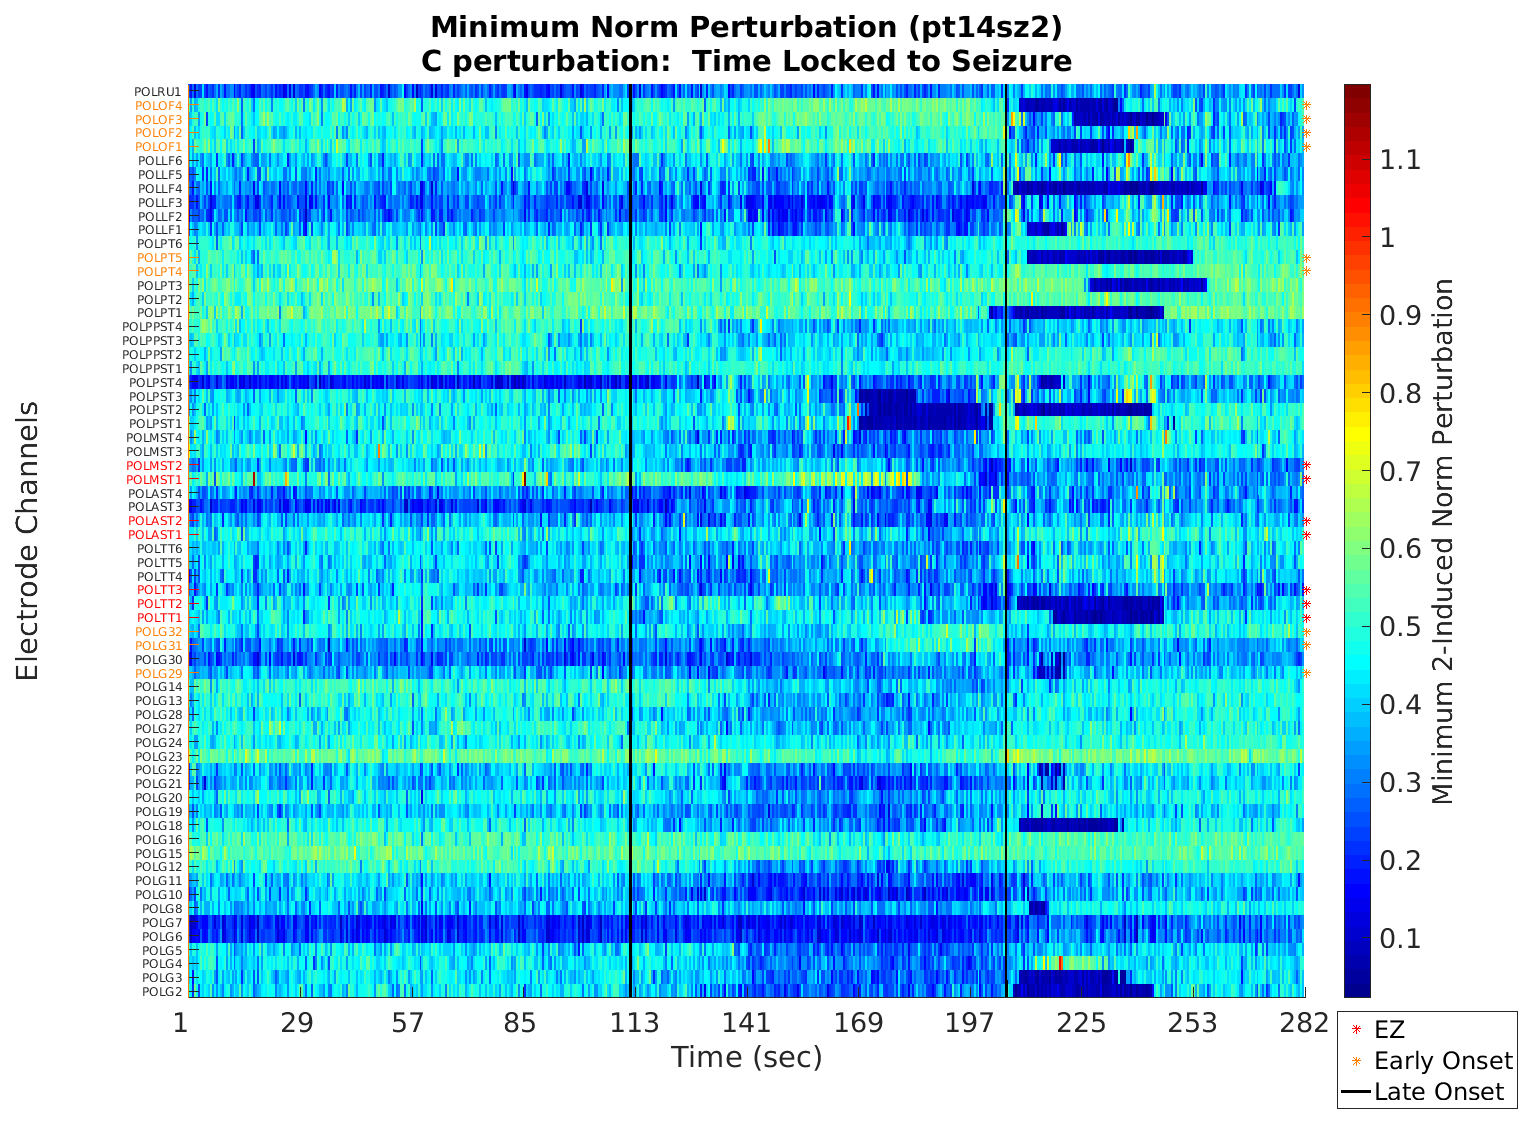 Minimum Norm Perturbation (pt14sz2)
C perturbation:  Time Locked to Seizure
Electrode Channels
POLRU1
POLOF4
POLOF3
POLOF2
POLOF1
POLLF6
POLLF5
POLLF4
POLLF3
POLLF2
POLLF1
POLPT6
POLPT5
POLPT4
POLPT3
POLPT2
POLPT1
POLPPST4
POLPPST3
POLPPST2
POLPPST1
POLPST4
POLPST3
POLPST2
POLPST1
POLMST4
POLMST3
POLMST2
POLMST1
POLAST4
POLAST3
POLAST2
POLAST1
POLTT6
POLTT5
POLTT4
POLTT3
POLTT2
POLTT1
POLG32
POLG31
POLG30
POLG29
POLG14
POLG13
POLG28
POLG27
POLG24
POLG23
POLG22
POLG21
POLG20
POLG19
POLG18
POLG16
POLG15
POLG12
POLG11
POLG10
POLG8
POLG7
POLG6
POLG5
POLG4
POLG3
POLG2
1 29 57 85 113 141 169 197 225 253 282
Time (sec)
1.1
1
0.9
0.8
0.7
0.6
0.5
0.4
0.3
0.2
0.1
Minimum 2-Induced Norm Perturbation
EZ
Early Onset
Late Onset